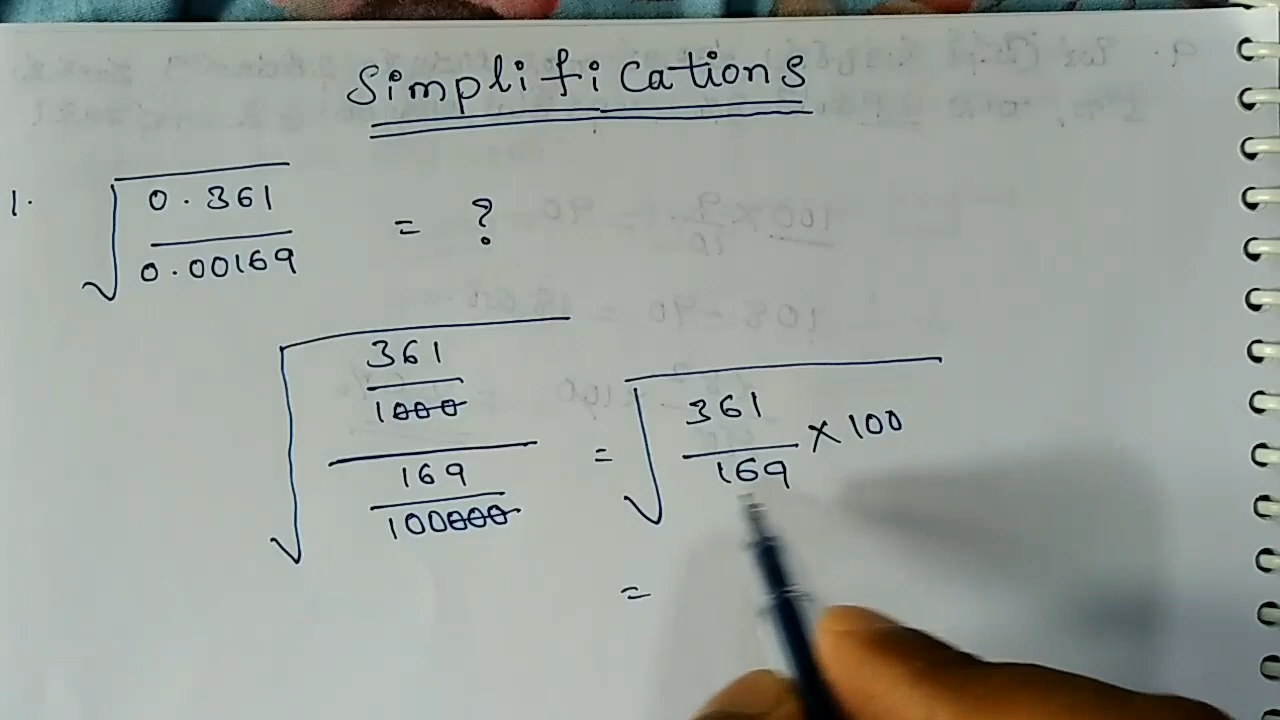 Simplifications
1. √(0.361 / 0.00169) = ?
√((361/1000) / (169/100000)) = √(361/169 × 100)
=